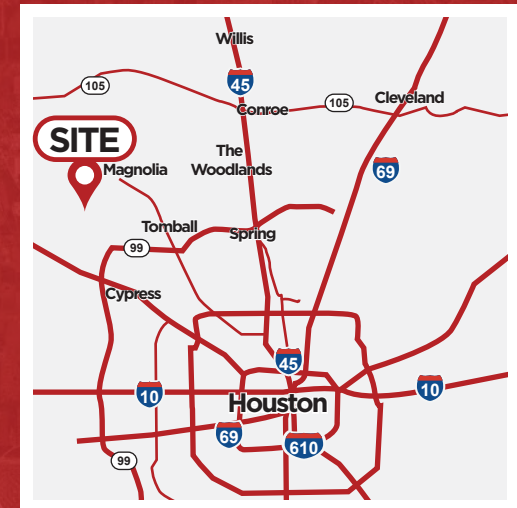 Willis
45
105
Conroe
105
Cleveland
SITE
The
Woodlands
Magnolia
69
Tomball
Spring
99
Cypress
45
10
Houston
10
69
610
99